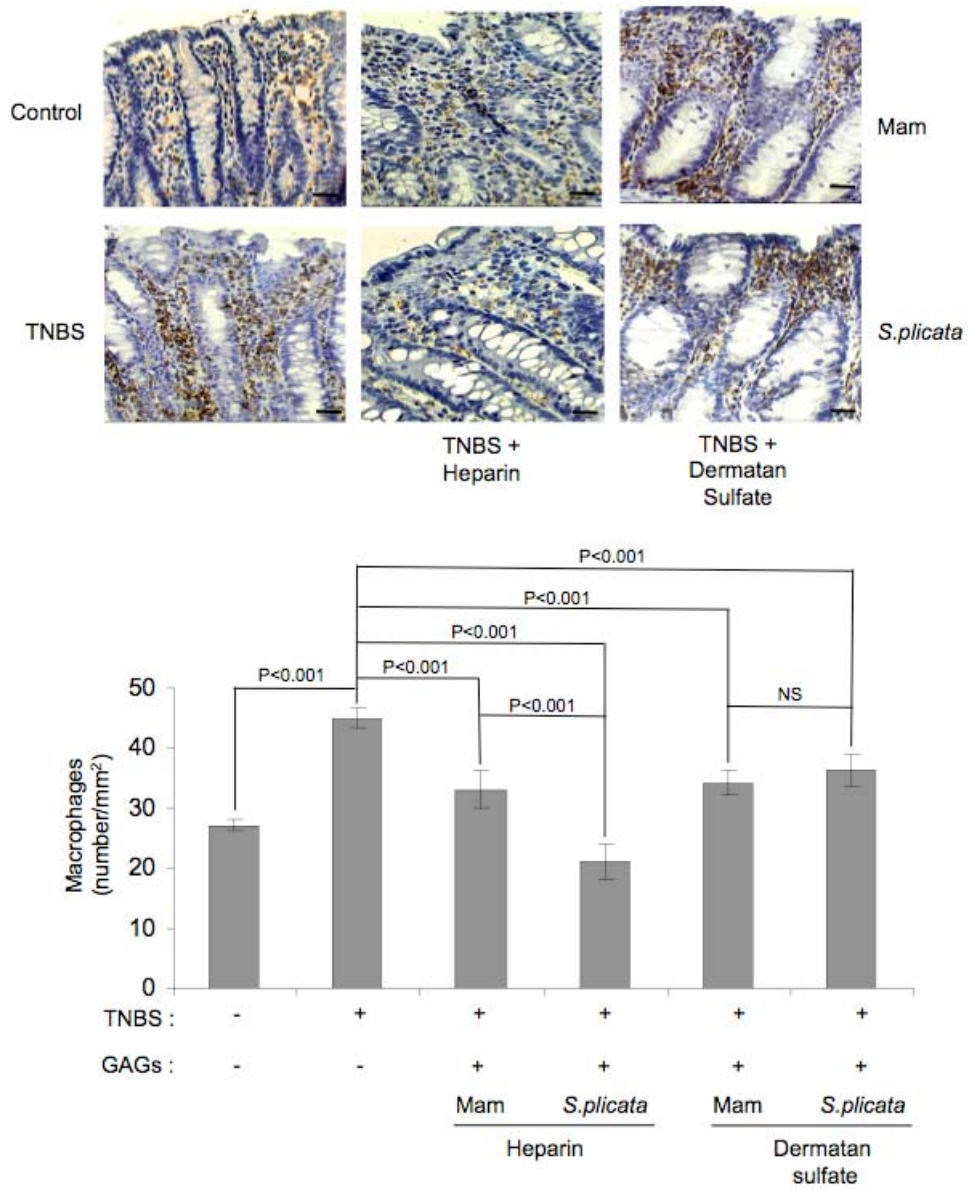 Control
Mam
TNBS
S.plicata
TNBS +
Heparin
TNBS +
Dermatan
Sulfate
P<0.001
P<0.001
P<0.001
P<0.001
P<0.001
P<0.001
NS
Macrophages
(number/mm²)
50
40
30
20
10
0
TNBS : - + + + + +
GAGs : - - + + + +
Mam S.plicata Mam S.plicata
Heparin Dermatan
sulfate